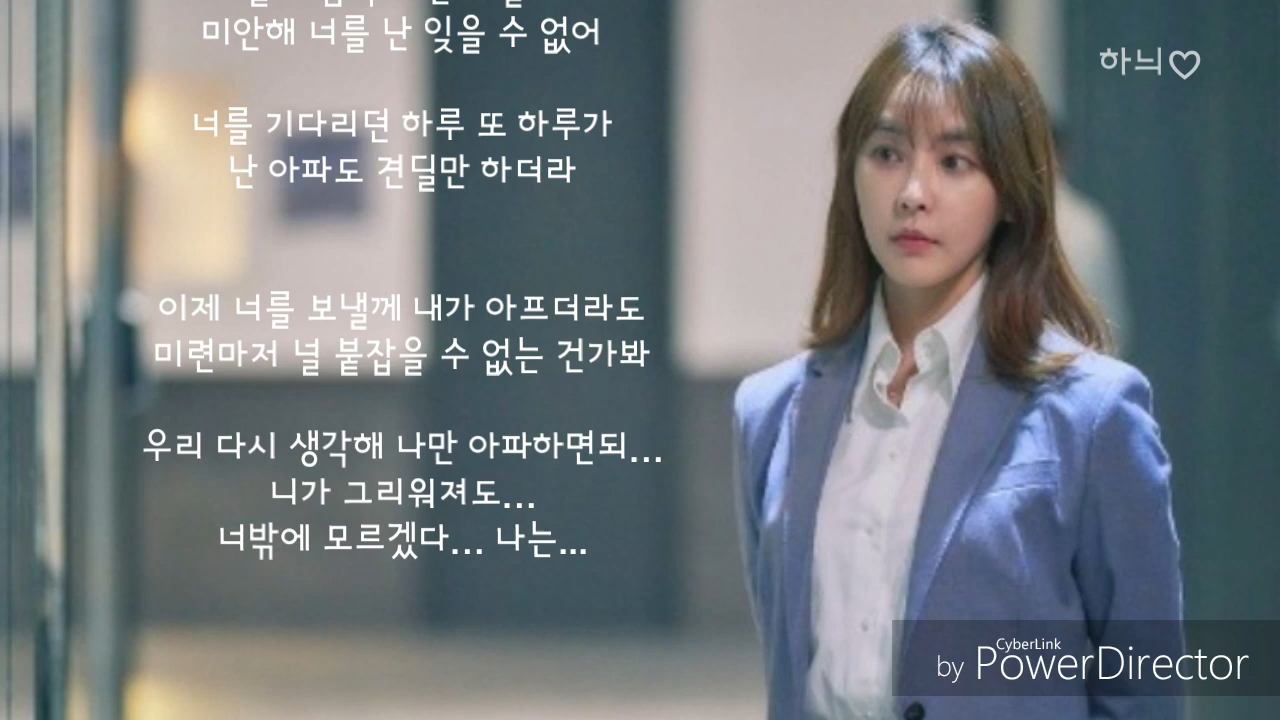 미안해 너를 난 잊을 수 없어
하늬♡
너를 기다리던 하루 또 하루가
난 아파도 견딜만 하더라
이제 너를 보낼께 내가 아프더라도
미련마저 널 붙잡을 수 없는 건가봐
우리 다시 생각해 나만 아파하면되...
니가 그리워져도...
너밖에 모르겠다... 나는...
CyberLink
by PowerDirector